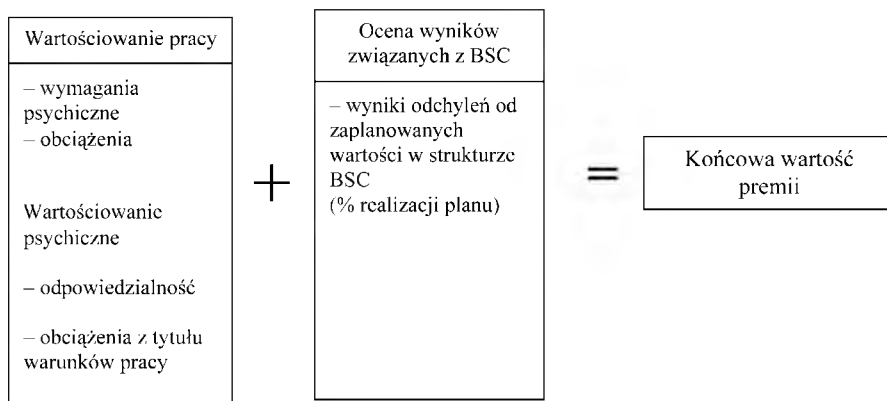 Wartościowanie pracy
– wymagania
psychiczne
– obciążenia
Wartościowanie
psychiczne
– odpowiedzialność
– obciążenia z tytułu
warunków pracy
+
Ocena wyników
związanych z BSC
– wyniki odchyleń od
zaplanowanych
wartości w strukturze
BSC
(% realizacji planu)
=
Końcowa wartość
premii